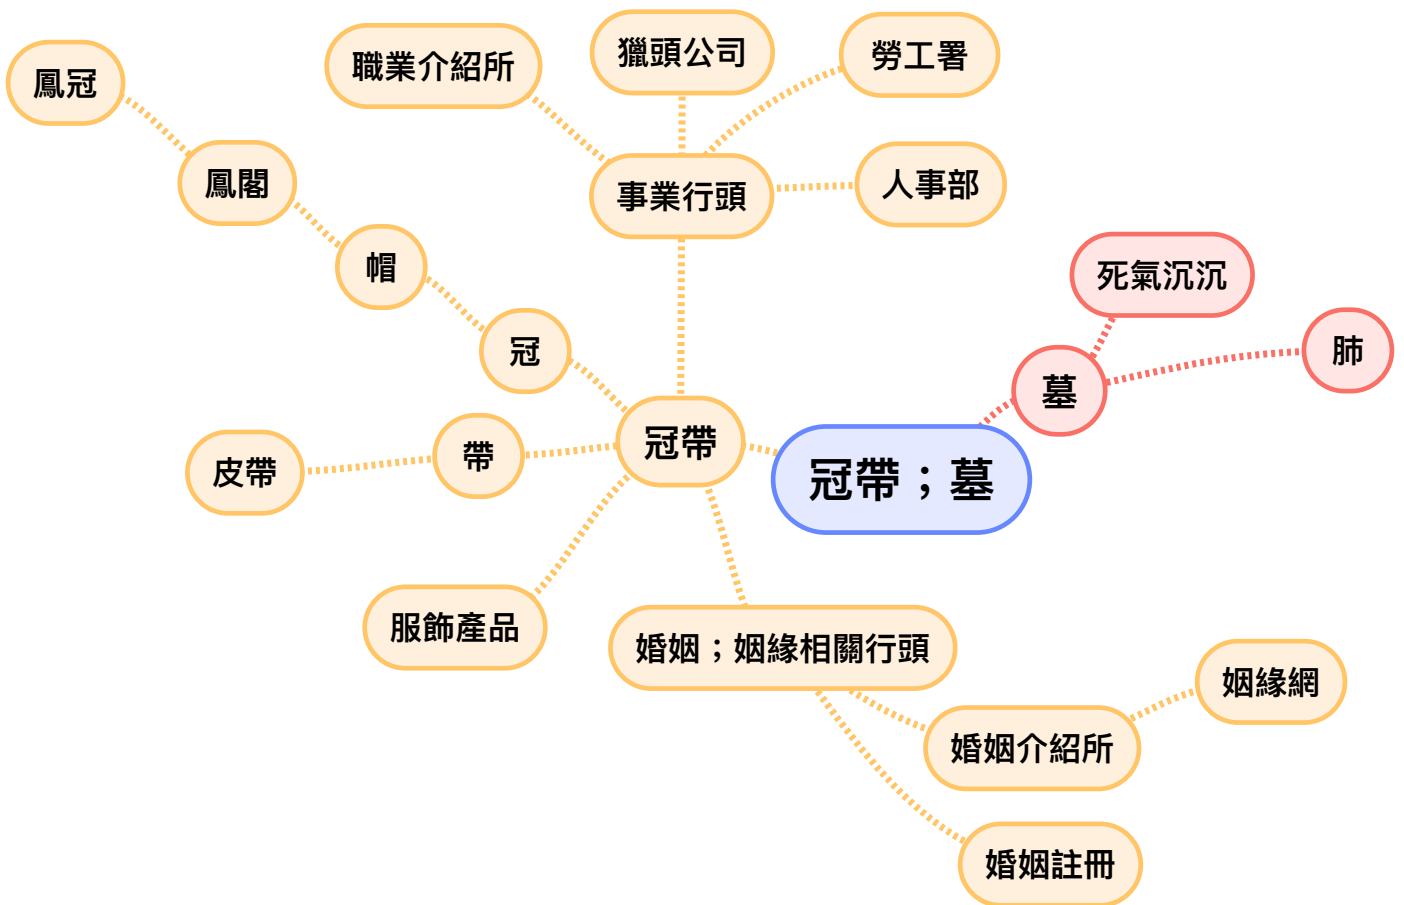 鳳冠
職業介紹所
獵頭公司
勞工署
鳳閣
事業行頭
人事部
帽
死氣沉沉
冠
墓
肺
皮帶
帶
冠帶
冠帶；墓
服飾產品
婚姻；姻緣相關行頭
姻緣網
婚姻介紹所
婚姻註冊